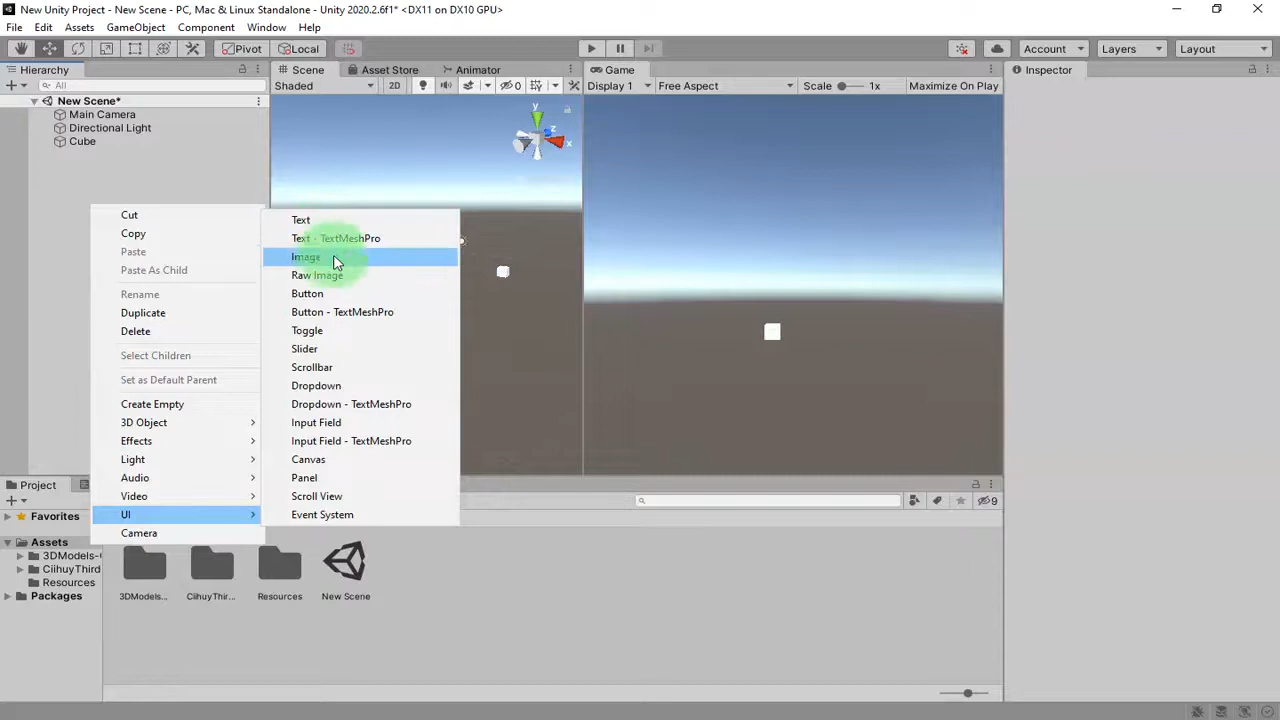 New Unity Project - New Scene - PC, Mac & Linux Standalone - Unity 2020.2.6f1* <DX11 on DX10 GPU>
File Edit Assets GameObject Component Window Help
Pivot Local Account Layers Layout
Hierarchy Scene Asset Store Animator Game Inspector
All Shaded 2D 0 Display 1 Free Aspect Scale 1x Maximize On Play
New Scene*
Main Camera
Directional Light
Cube
y
z
x
Cut
Copy
Paste
Paste As Child
Rename
Duplicate
Delete
Select Children
Set as Default Parent
Create Empty
3D Object
Effects
Light
Audio
Video
UI
Camera
Text
Text - TextMeshPro
Image
Raw Image
Button
Button - TextMeshPro
Toggle
Slider
Scrollbar
Dropdown
Dropdown - TextMeshPro
Input Field
Input Field - TextMeshPro
Canvas
Panel
Scroll View
Event System
Project
9
Favorites
Assets
3DModels-
CiihuyThird
Resources
Packages
3DModels... CiihuyThir... Resources New Scene